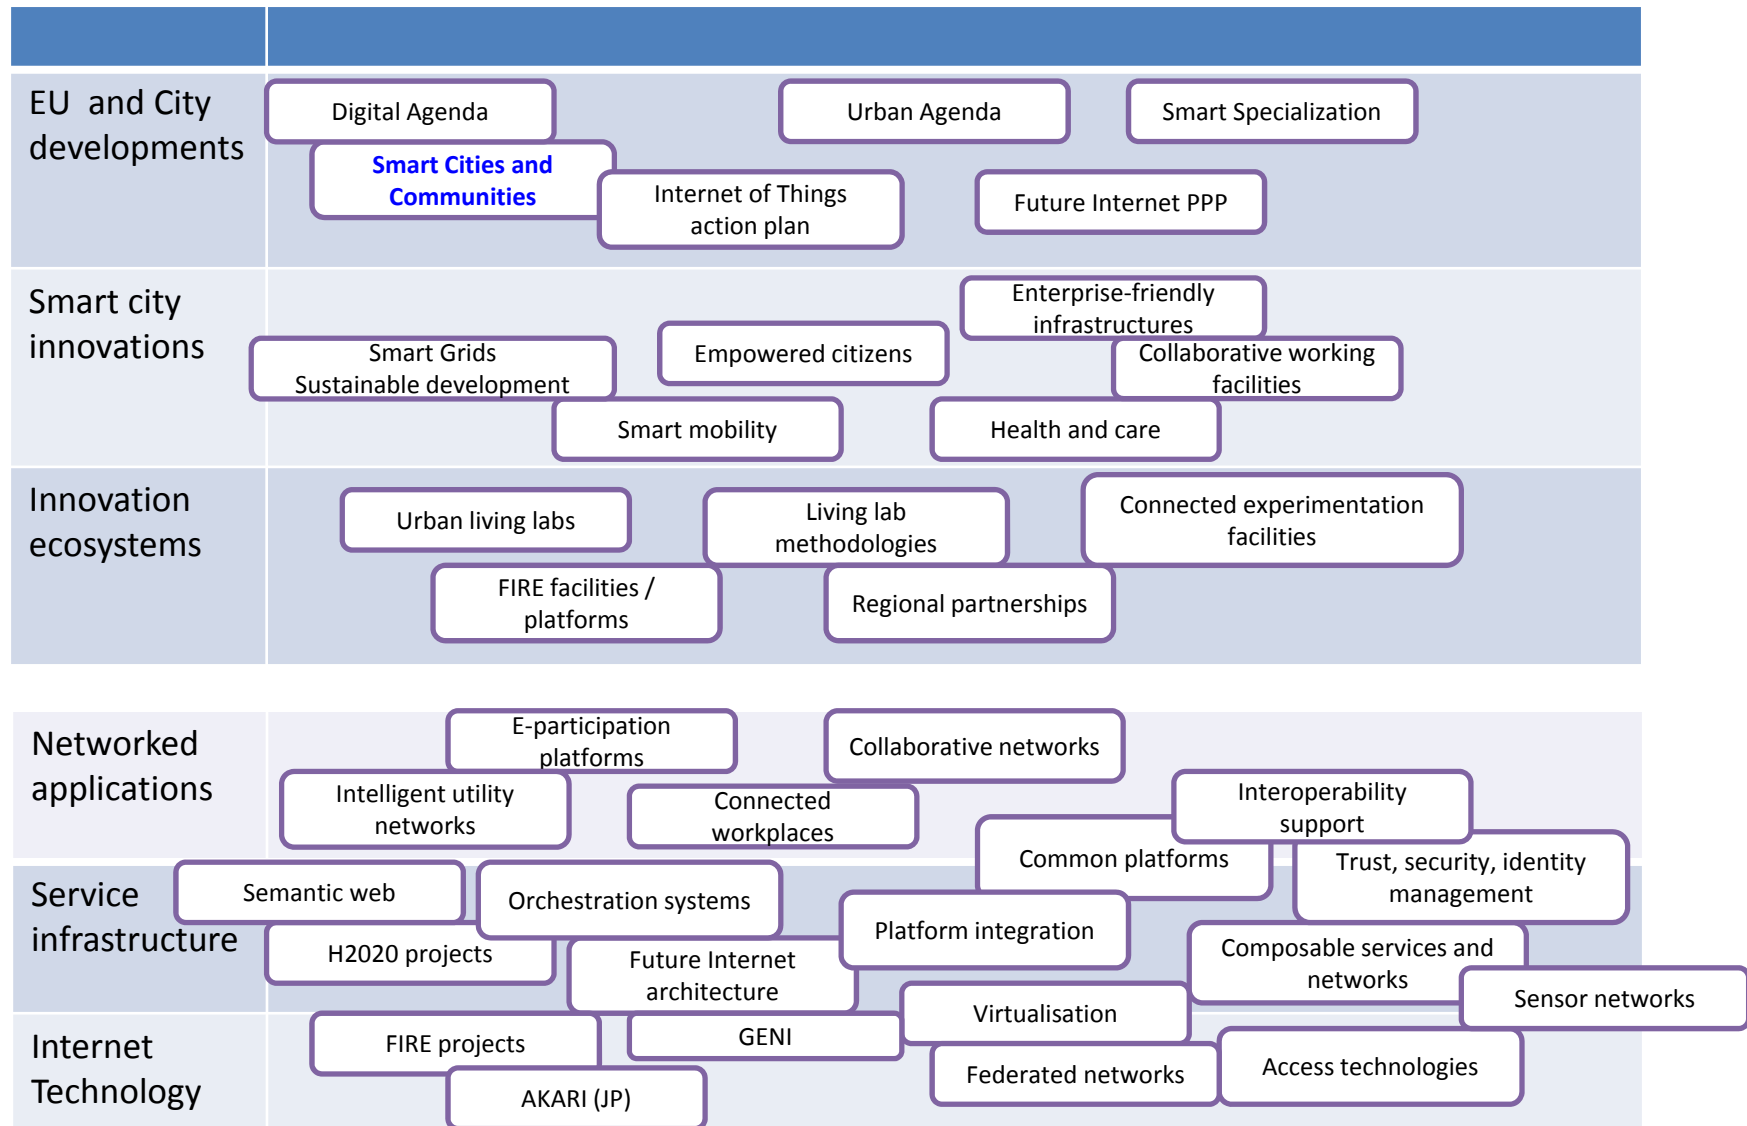 EU and City
developments
Digital Agenda
Urban Agenda
Smart Specialization
Smart Cities and
Communities
Internet of Things
action plan
Future Internet PPP
Smart city
innovations
Enterprise-friendly
infrastructures
Smart Grids
Sustainable development
Empowered citizens
Collaborative working
facilities
Smart mobility
Health and care
Innovation
ecosystems
Urban living labs
Living lab
methodologies
Connected experimentation
facilities
FIRE facilities /
platforms
Regional partnerships
Networked
applications
E-participation
platforms
Collaborative networks
Intelligent utility
networks
Connected
workplaces
Interoperability
support
Common platforms
Trust, security, identity
management
Service
infrastructure
Semantic web
Orchestration systems
Platform integration
H2020 projects
Future Internet
architecture
Composable services and
networks
Sensor networks
Virtualisation
Internet
Technology
FIRE projects
GENI
Federated networks
Access technologies
AKARI (JP)